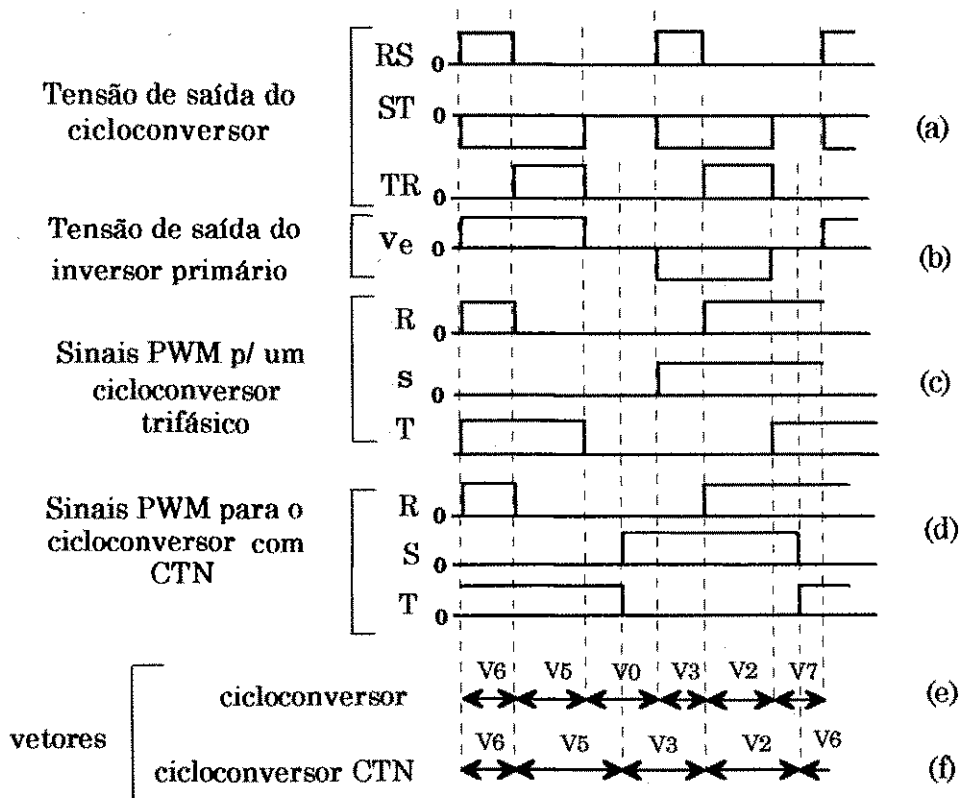 RS 0
Tensão de saída do
cicloconversor
ST 0
(a)
TR 0
Tensão de saída do
inversor primário
ve 0
(b)
R 0
Sinais PWM p/ um
cicloconversor
trifásico
s 0
(c)
T
Sinais PWM para o
cicloconversor com
CTN
R 0
(d)
S 0
T 0
vetores
cicloconversor
V6 V5 V0 V3 V2 V7
(e)
cicloconversor CTN
V6 V5 V3 V2 V6
(f)